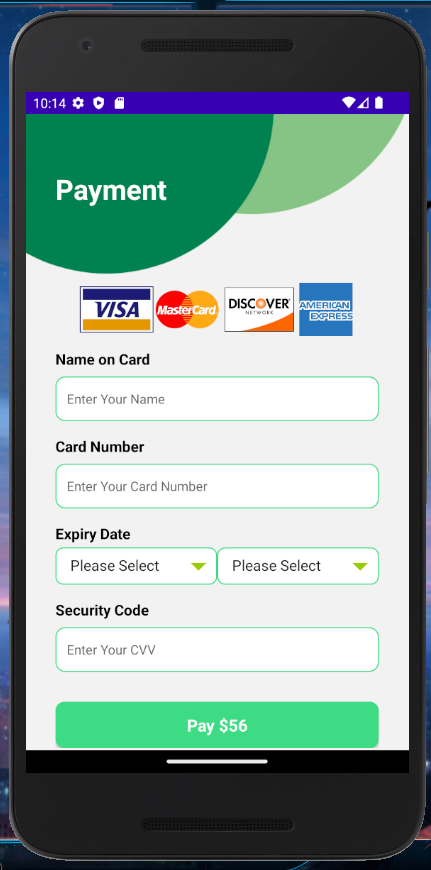 10:14
Payment
VISA MasterCard DISCOVER NETWORK AMERICAN EXPRESS
Name on Card
Enter Your Name
Card Number
Enter Your Card Number
Expiry Date
Please Select Please Select
Security Code
Enter Your CVV
Pay $56